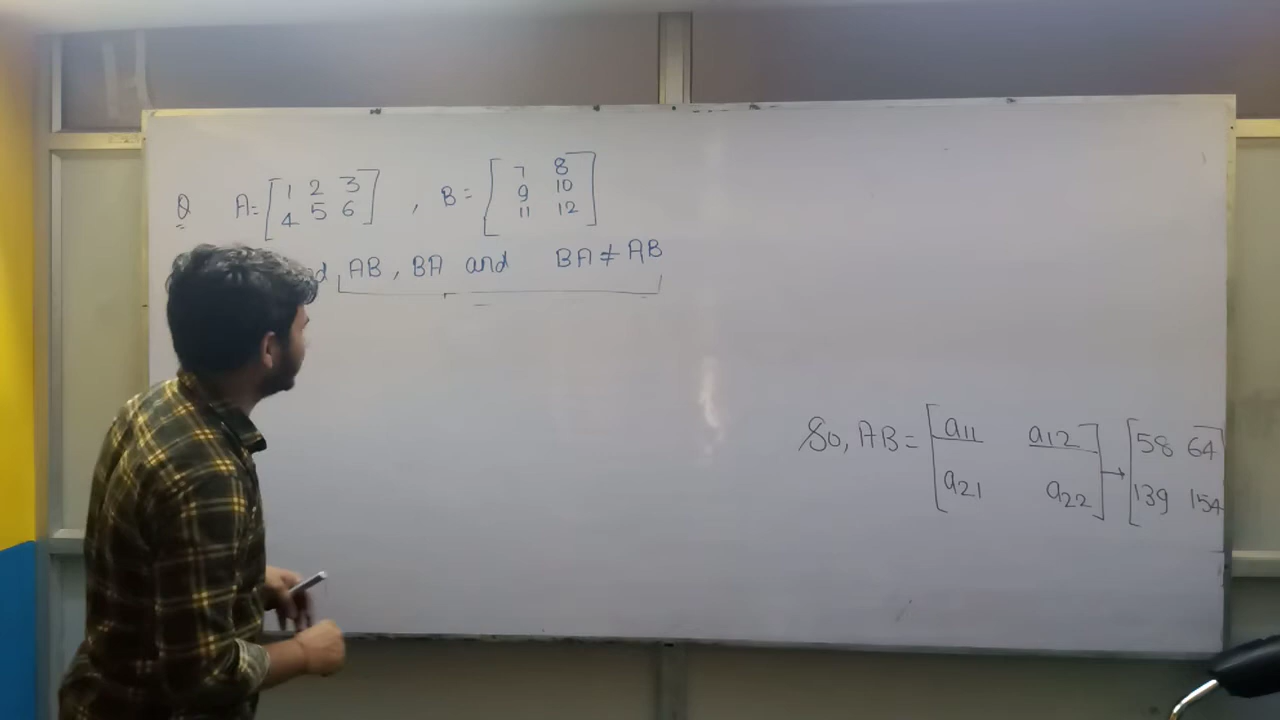 Q A= [1 2 3
4 5 6] , B= [7 8
9 10
11 12]
AB, BA and BA ≠ AB
So, AB = [a11 a12
a21 a22] → [58 64
139 154]